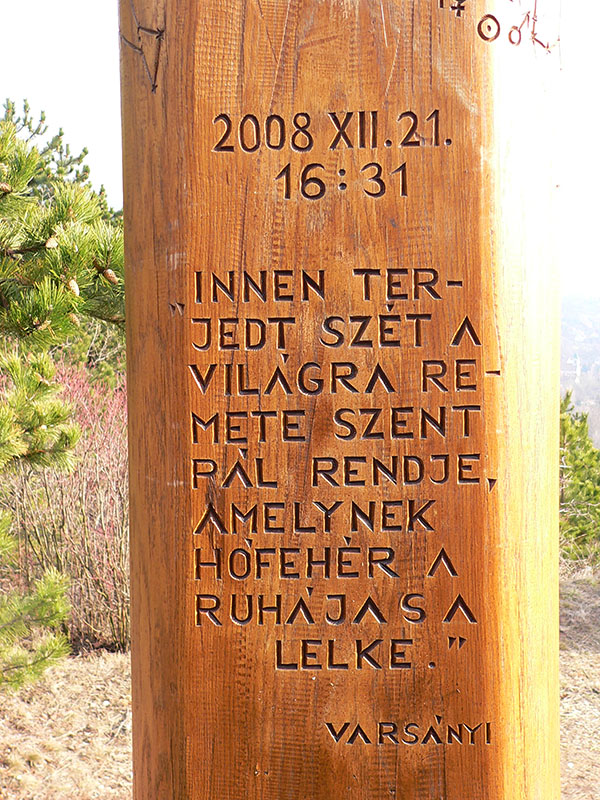 2008 XII.21.
16:31
"INNEN TER-
JEDT SZÉT A
VILÁGRA RE-
METE SZENT
PÁL RENDJE,
AMELYNEK
HÓFEHÉR A
RUHÁJA S A
LELKE."
VARSÁNYI